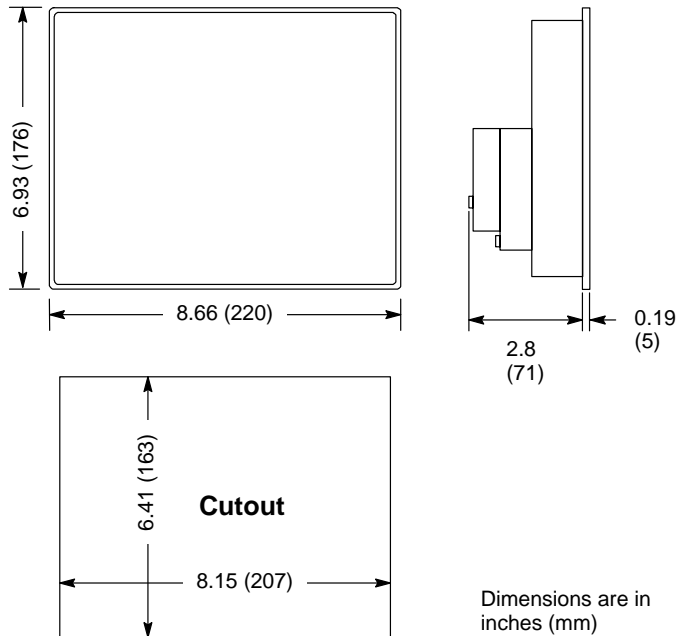 6.93 (176)
8.66 (220)
0.19
(5)
2.8
(71)
6.41 (163)
Cutout
8.15 (207)
Dimensions are in
inches (mm)